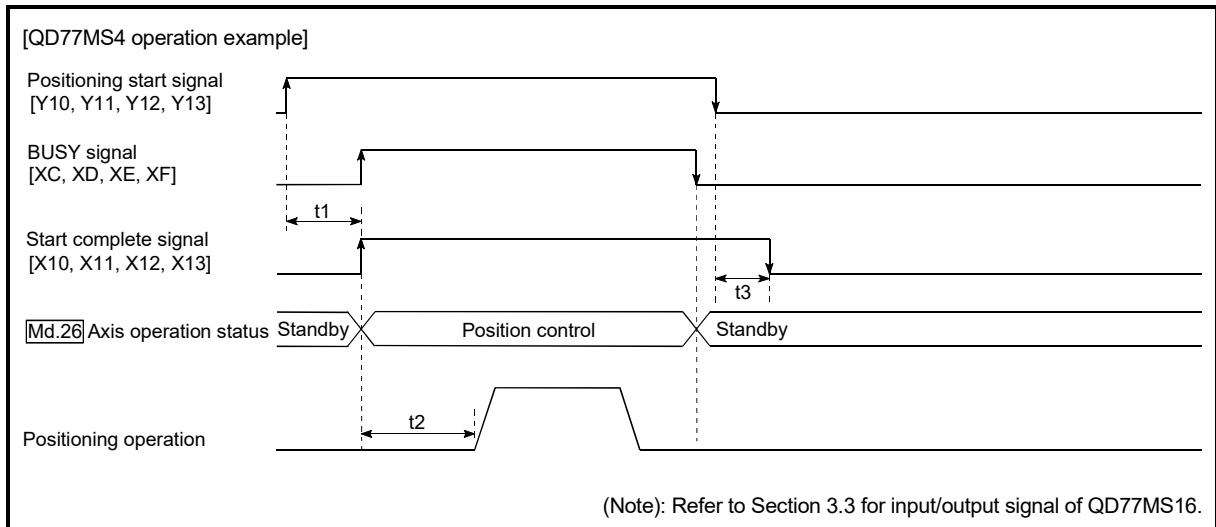 [QD77MS4 operation example]
Positioning start signal
[Y10, Y11, Y12, Y13]
BUSY signal
[XC, XD, XE, XF]
t1
Start complete signal
[X10, X11, X12, X13]
t3
Md.26 Axis operation status Standby Position control Standby
t2
Positioning operation
(Note): Refer to Section 3.3 for input/output signal of QD77MS16.